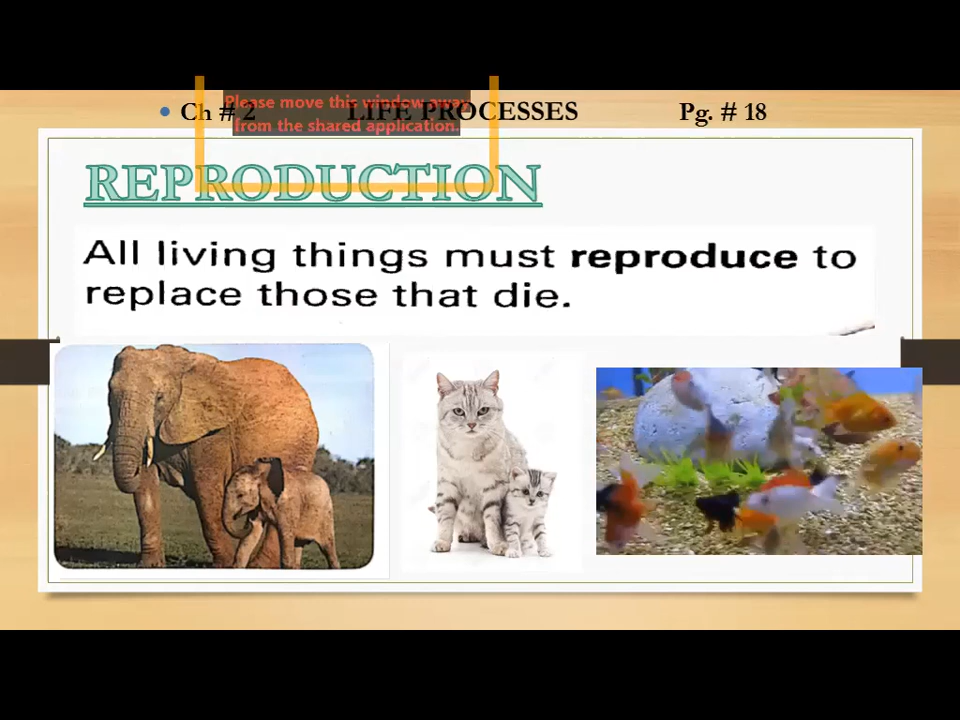 • Ch # 2 LIFE PROCESSES Pg. # 18
Please move this window away
from the shared application.
REPRODUCTION
All living things must reproduce to
replace those that die.